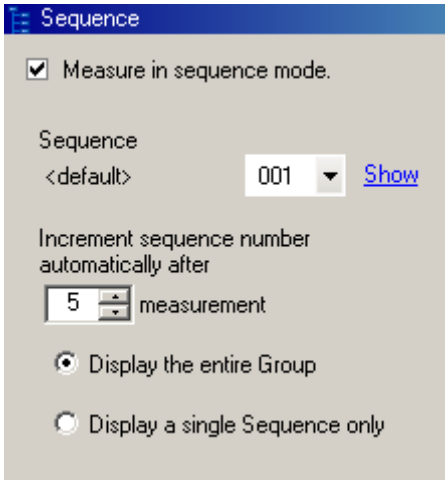 Sequence
Measure in sequence mode.
Sequence
<default> 001 Show
Increment sequence number
automatically after
5 measurement
Display the entire Group
Display a single Sequence only